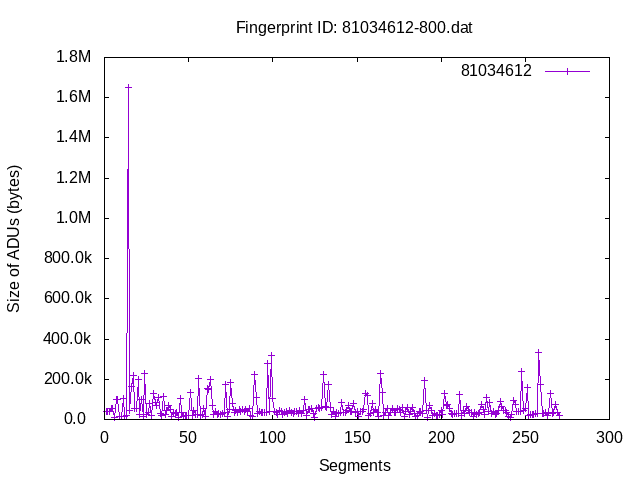 Fingerprint ID: 81034612-800.dat
81034612
1.8M
1.6M
1.4M
1.2M
1.0M
800.0k
600.0k
400.0k
200.0k
0.0
Size of ADUs (bytes)
0 50 100 150 200 250 300
Segments